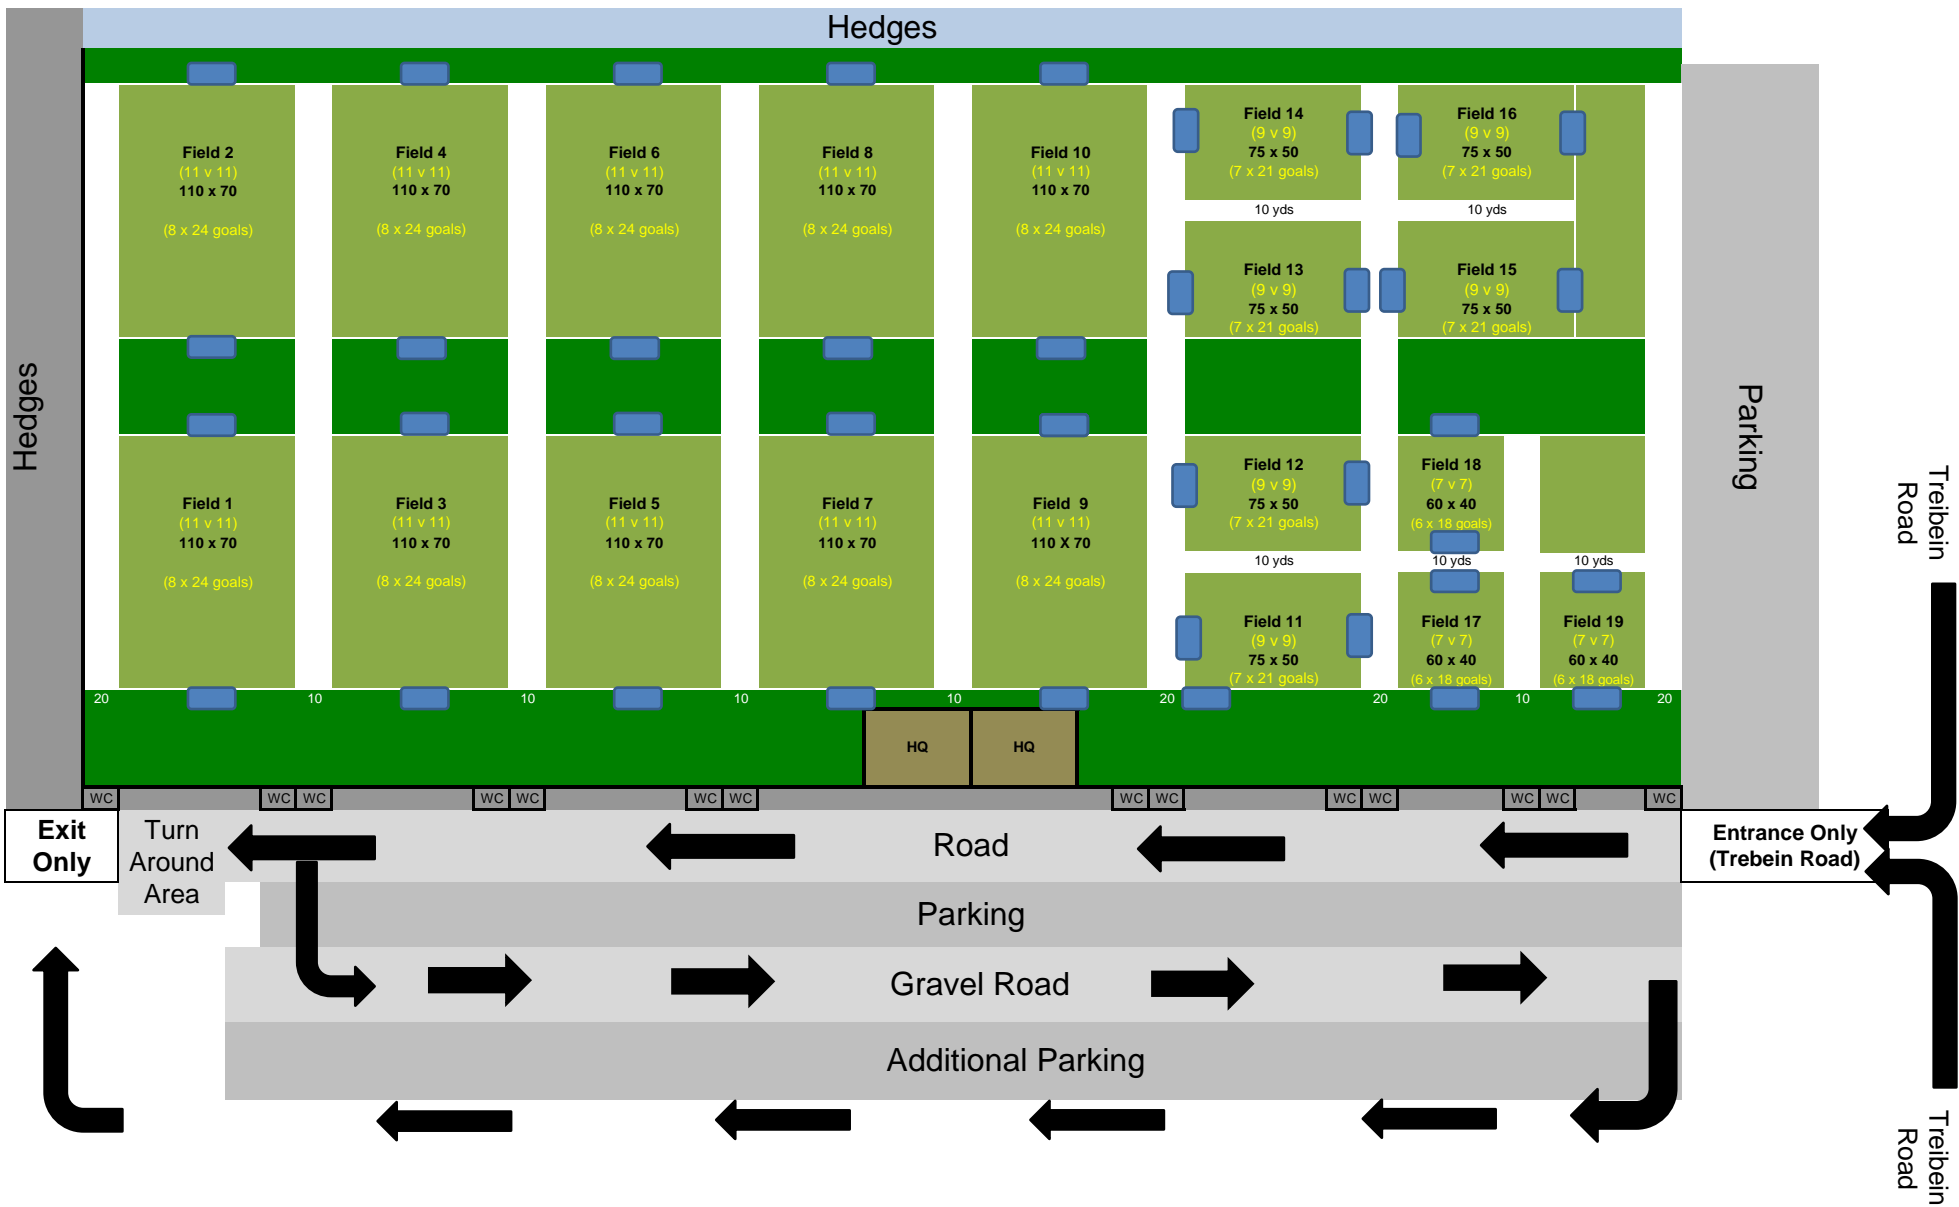 Hedges
Hedges
Parking
Field 2
(11 v 11)
110 x 70
(8 x 24 goals)
Field 4
(11 v 11)
110 x 70
(8 x 24 goals)
Field 6
(11 v 11)
110 x 70
(8 x 24 goals)
Field 8
(11 v 11)
110 x 70
(8 x 24 goals)
Field 10
(11 v 11)
110 x 70
(8 x 24 goals)
Field 14
(9 v 9)
75 x 50
(7 x 21 goals)
10 yds
Field 16
(9 v 9)
75 x 50
(7 x 21 goals)
10 yds
Field 13
(9 v 9)
75 x 50
(7 x 21 goals)
Field 15
(9 v 9)
75 x 50
(7 x 21 goals)
Field 1
(11 v 11)
110 x 70
(8 x 24 goals)
Field 3
(11 v 11)
110 x 70
(8 x 24 goals)
Field 5
(11 v 11)
110 x 70
(8 x 24 goals)
Field 7
(11 v 11)
110 x 70
(8 x 24 goals)
Field 9
(11 v 11)
110 X 70
(8 x 24 goals)
Field 12
(9 v 9)
75 x 50
(7 x 21 goals)
10 yds
Field 18
(7 v 7)
60 x 40
(6 x 18 goals)
10 yds
10 yds
Field 11
(9 v 9)
75 x 50
(7 x 21 goals)
Field 17
(7 v 7)
60 x 40
(6 x 18 goals)
Field 19
(7 v 7)
60 x 40
(6 x 18 goals)
20 10 10 10 10 20 20 10 20
HQ HQ
WC WC WC WC WC WC WC WC WC WC WC WC WC WC
Treibein
Road
Exit
Only
Turn
Around
Area
Road
Entrance Only
(Trebein Road)
Parking
Gravel Road
Additional Parking
Treibein
Road